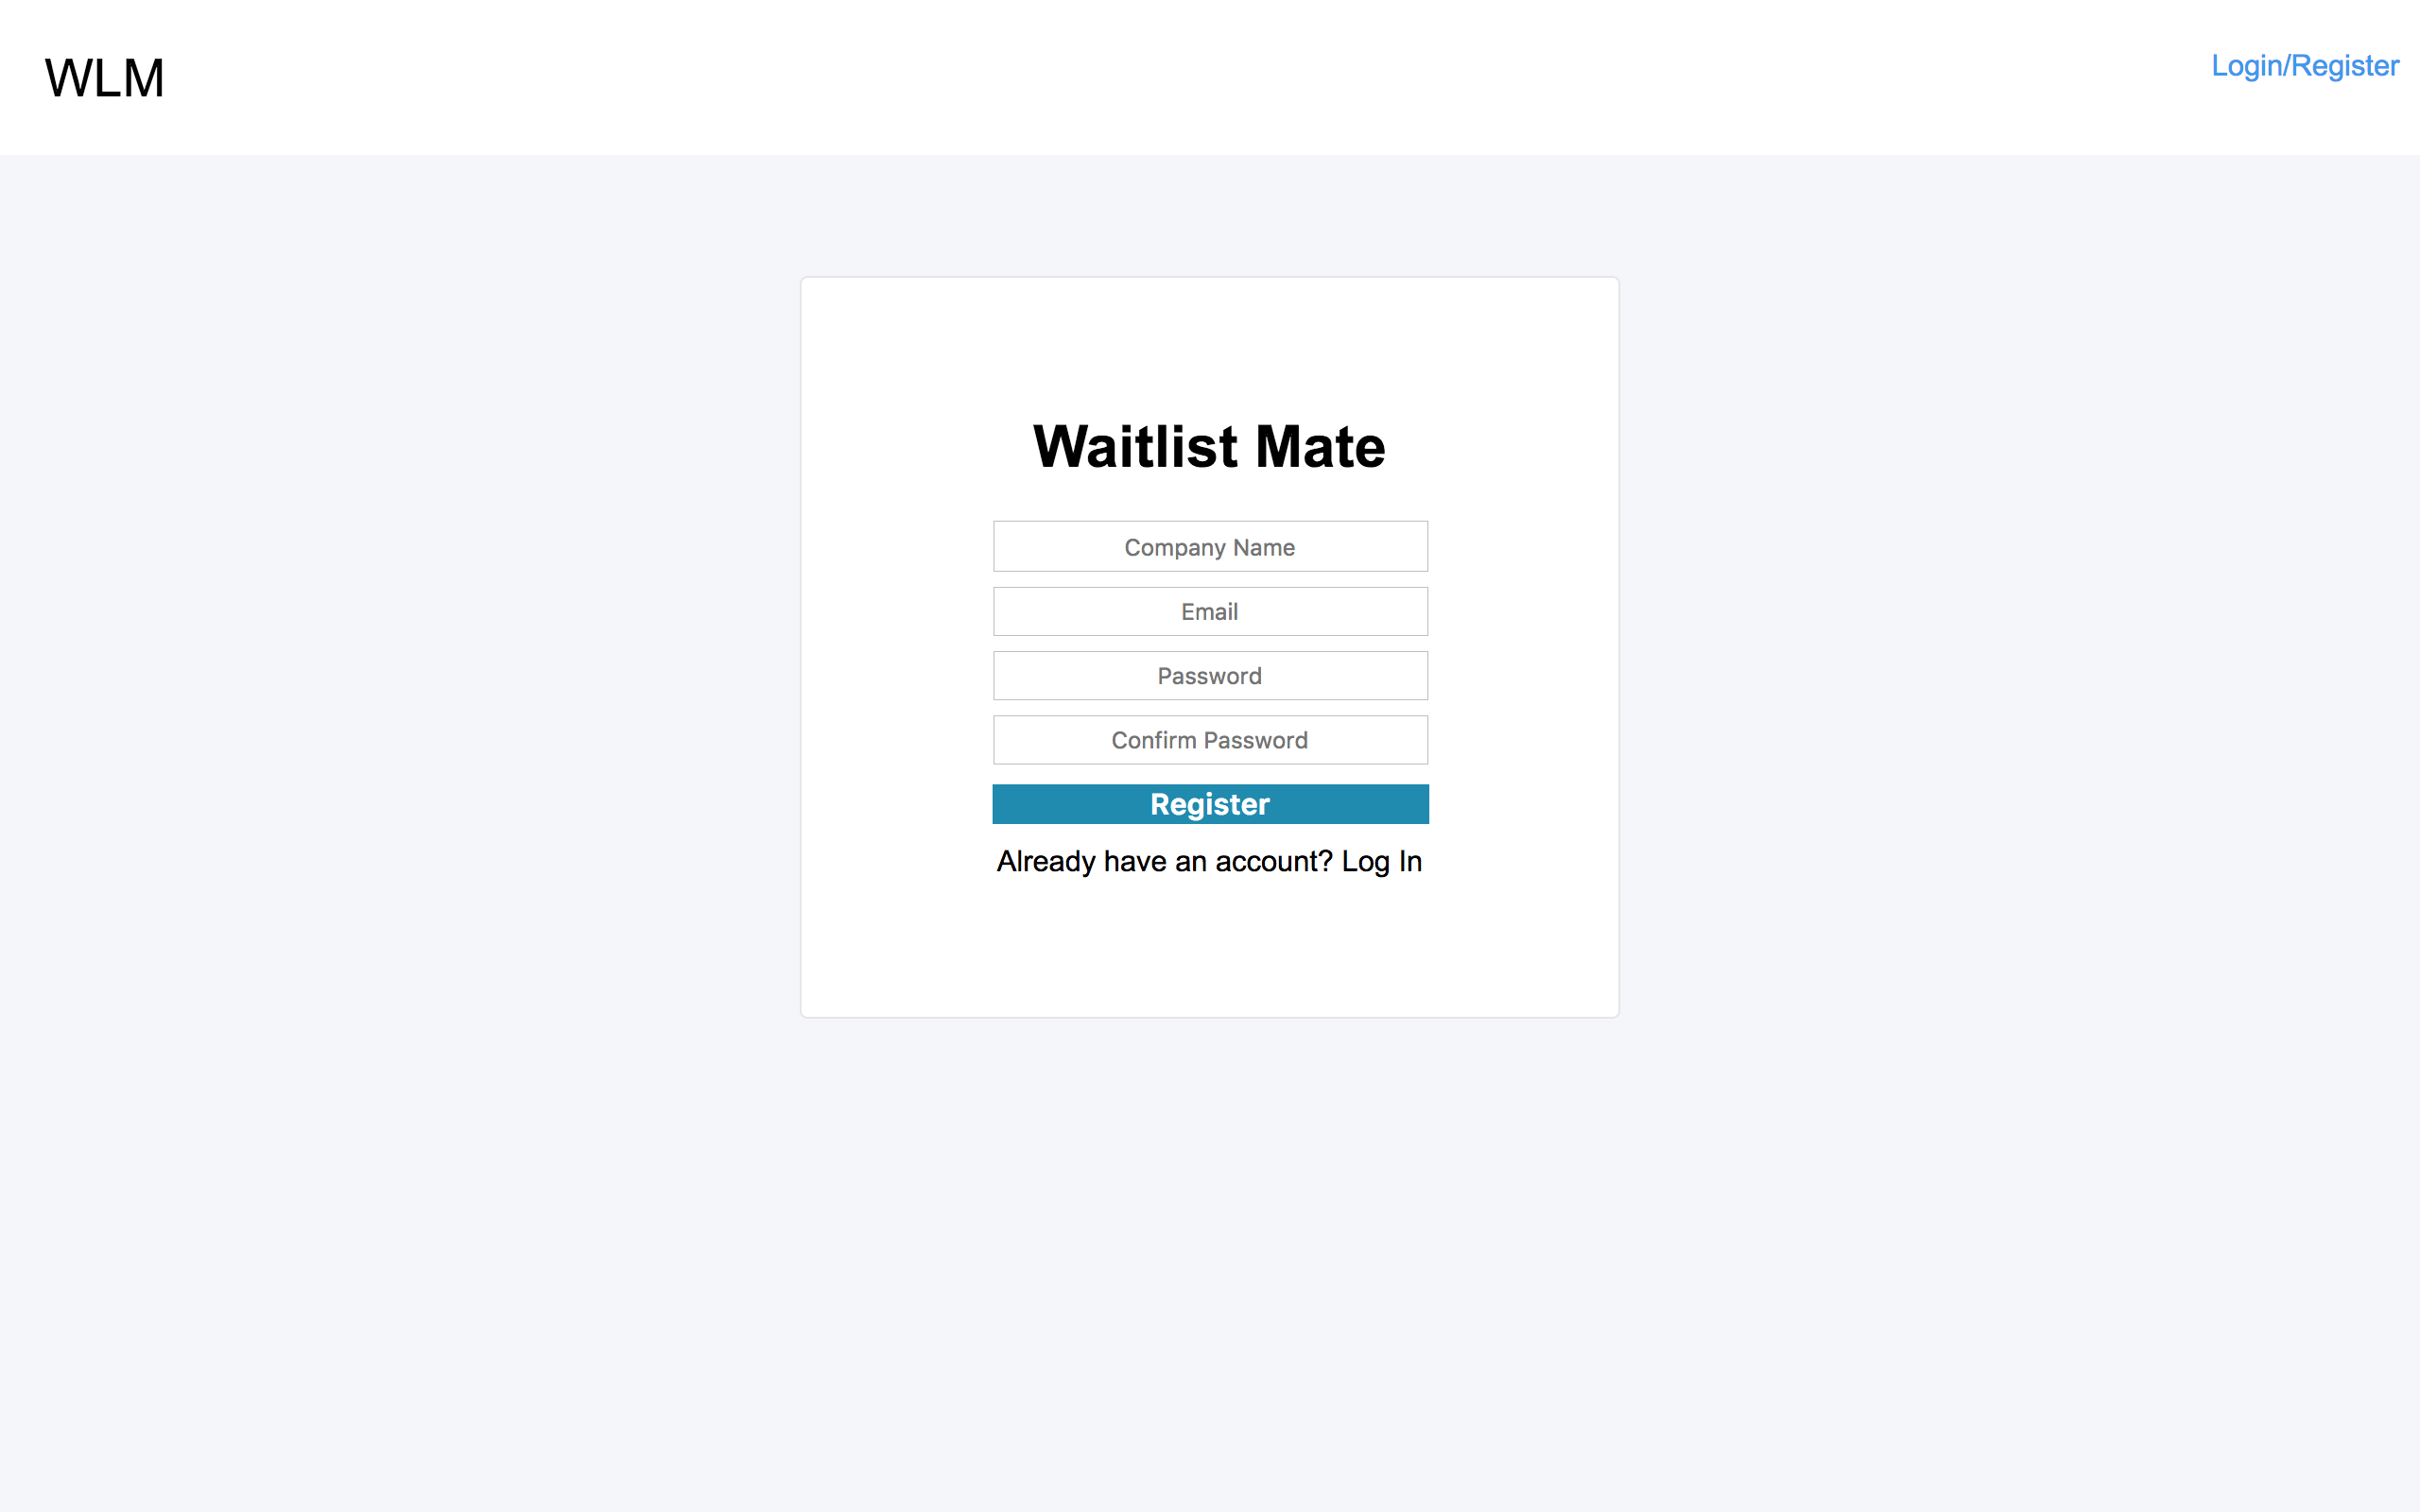 WLM
Login/Register
Waitlist Mate
Company Name
Email
Password
Confirm Password
Register
Already have an account? Log In